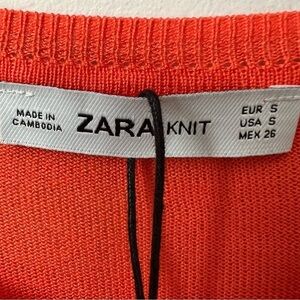 MADE IN
CAMBODIA
ZARA KNIT
EUR S
USA S
MEX 26